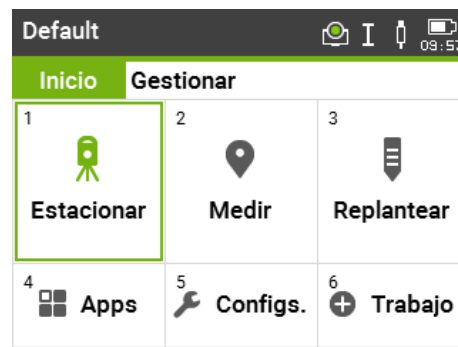 Default
09:57
Inicio Gestionar
1 Estacionar
2 Medir
3 Replantear
4 Apps
5 Configs.
6 Trabajo